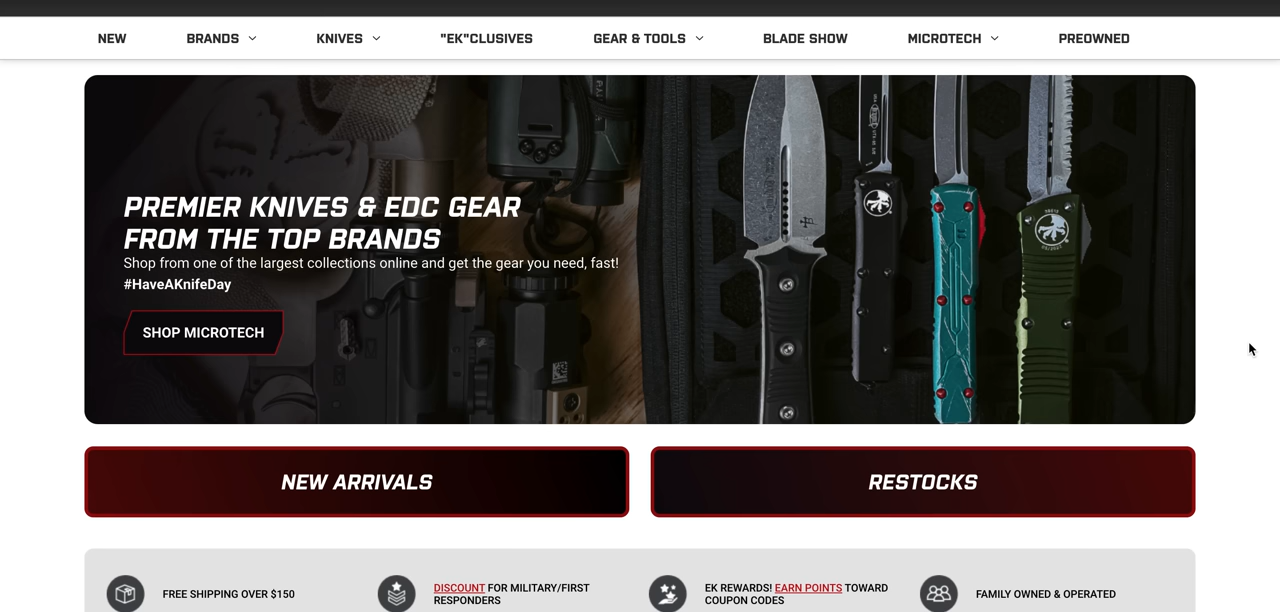 NEW
BRANDS
KNIVES
"EK"CLUSIVES
GEAR & TOOLS
BLADE SHOW
MICROTECH
PREOWNED
PREMIER KNIVES & EDC GEAR
FROM THE TOP BRANDS
Shop from one of the largest collections online and get the gear you need, fast!
#HaveAKnifeDay
SHOP MICROTECH
NEW ARRIVALS
RESTOCKS
FREE SHIPPING OVER $150
DISCOUNT FOR MILITARY/FIRST
RESPONDERS
EK REWARDS! EARN POINTS TOWARD
COUPON CODES
FAMILY OWNED & OPERATED